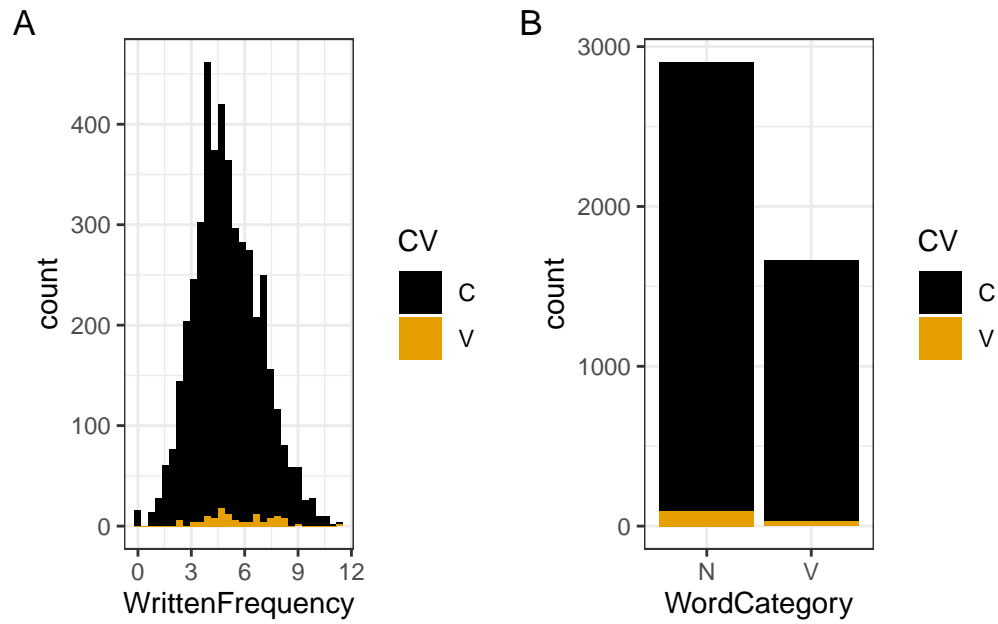 A
count
400
300
200
100
0
0 3 6 9 12
WrittenFrequency
CV
C
V
B
count
3000
2000
1000
0
N V
WordCategory
CV
C
V